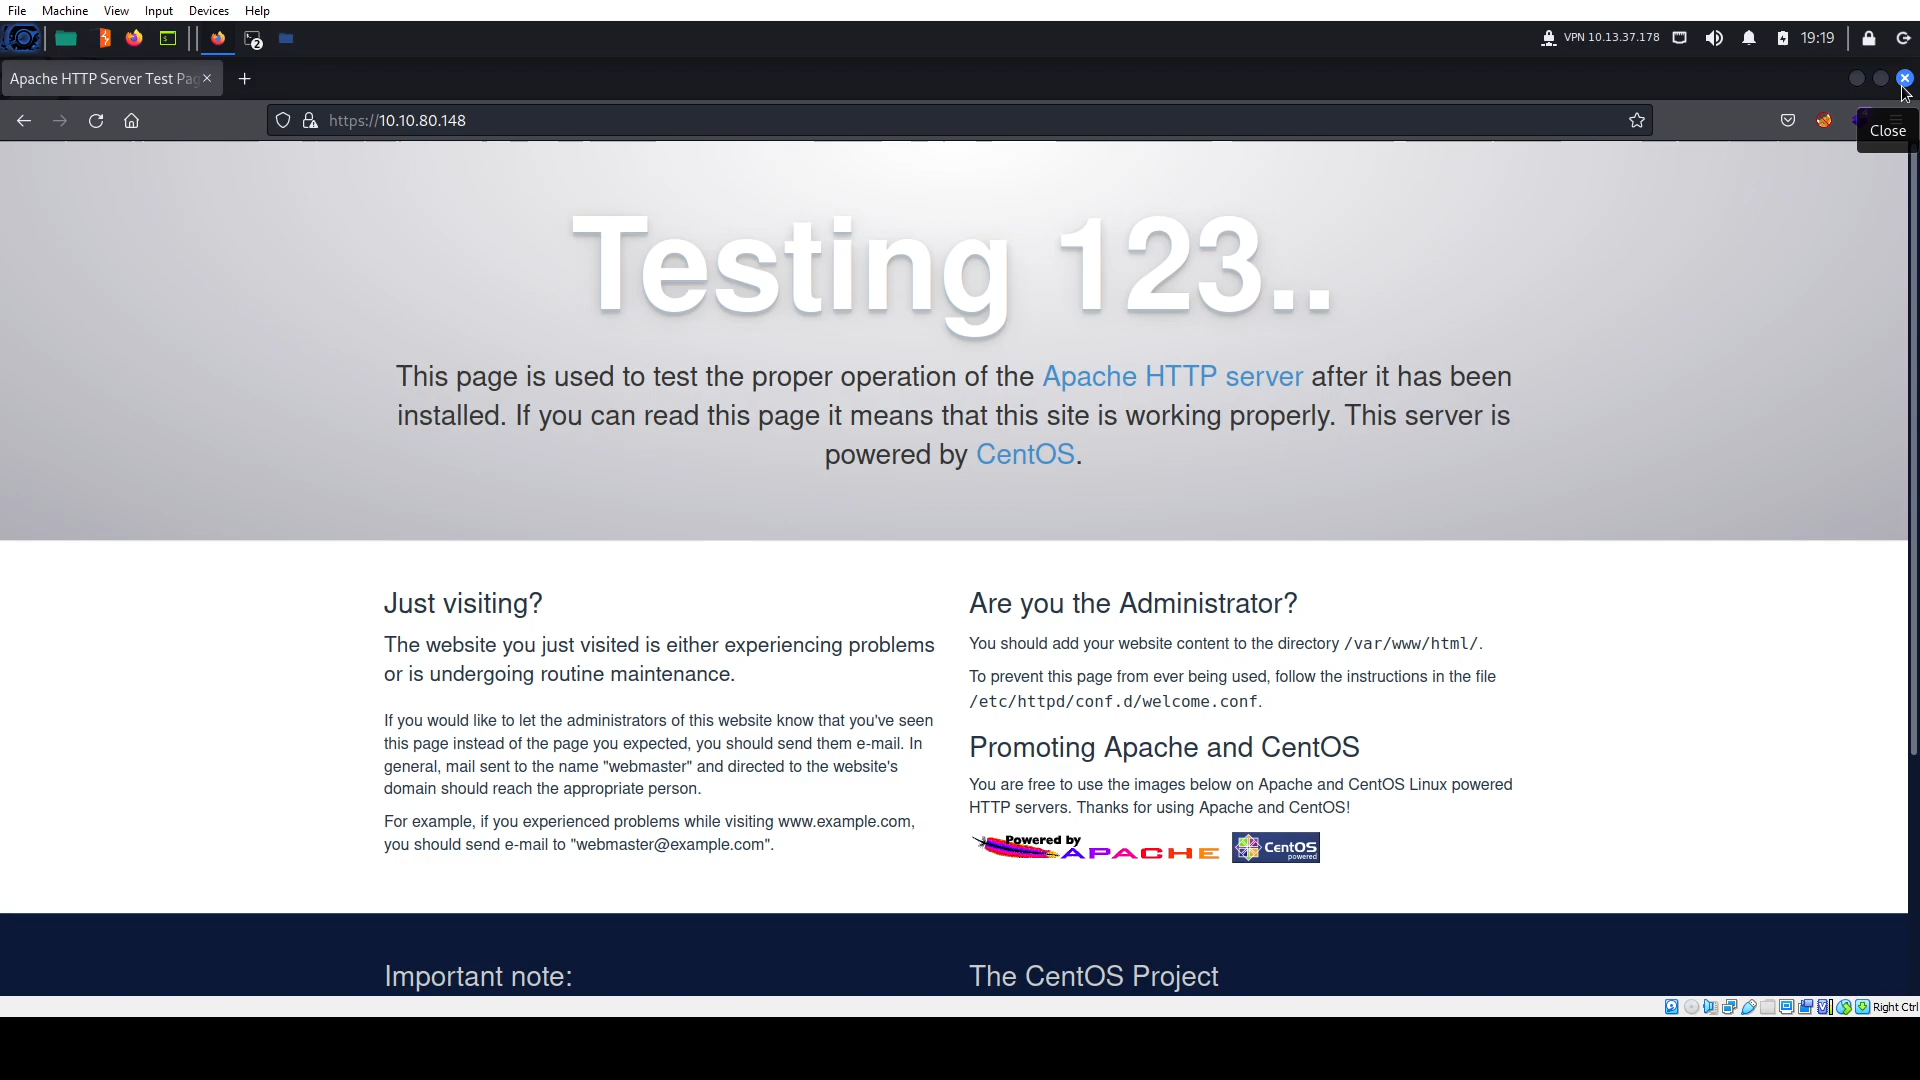 File Machine View Input Devices Help
2 VPN 10.13.37.178 19:19
Apache HTTP Server Test Pag
https://10.10.80.148
Close
Testing 123..
This page is used to test the proper operation of the Apache HTTP server after it has been
installed. If you can read this page it means that this site is working properly. This server is
powered by CentOS.
Just visiting?
The website you just visited is either experiencing problems
or is undergoing routine maintenance.
If you would like to let the administrators of this website know that you've seen
this page instead of the page you expected, you should send them e-mail. In
general, mail sent to the name "webmaster" and directed to the website's
domain should reach the appropriate person.
For example, if you experienced problems while visiting www.example.com,
you should send e-mail to "webmaster@example.com".
Are you the Administrator?
You should add your website content to the directory /var/www/html/.
To prevent this page from ever being used, follow the instructions in the file
/etc/httpd/conf.d/welcome.conf.
Promoting Apache and CentOS
You are free to use the images below on Apache and CentOS Linux powered
HTTP servers. Thanks for using Apache and CentOS!
Powered by
APACHE
CentOS
powered
Important note:
The CentOS Project
Right Ctrl